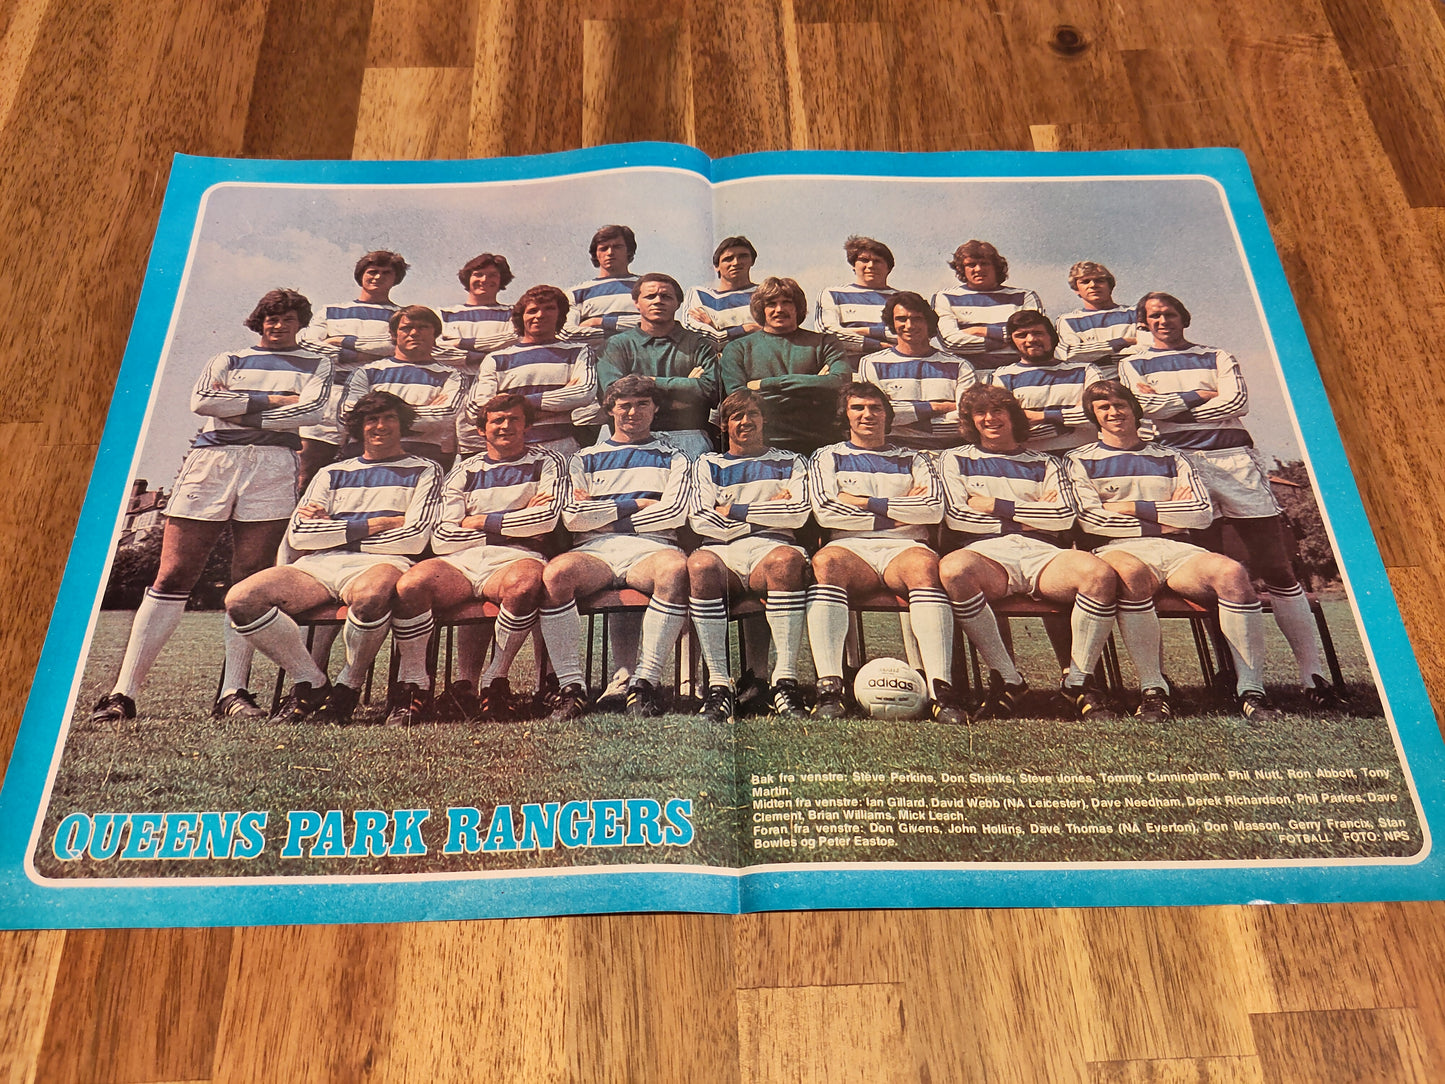 adidas
QUEENS PARK RANGERS
Bak fra venstre: Steve Perkins, Don Shanks, Steve Jones, Tommy Cunningham, Phil Nutt, Ron Abbott, Tony
Martin.
Midten fra venstre: Ian Gillard, David Webb (NA Leicester), Dave Needham, Derek Richardson, Phil Parkes, Dave
Clement, Brian Williams, Mick Leach.
Foran fra venstre: Don Givens, John Hollins, Dave Thomas (NA Everton), Don Masson, Gerry Francix, Stan
Bowles og Peter Eastoe.
FOTBALL FOTO: NPS